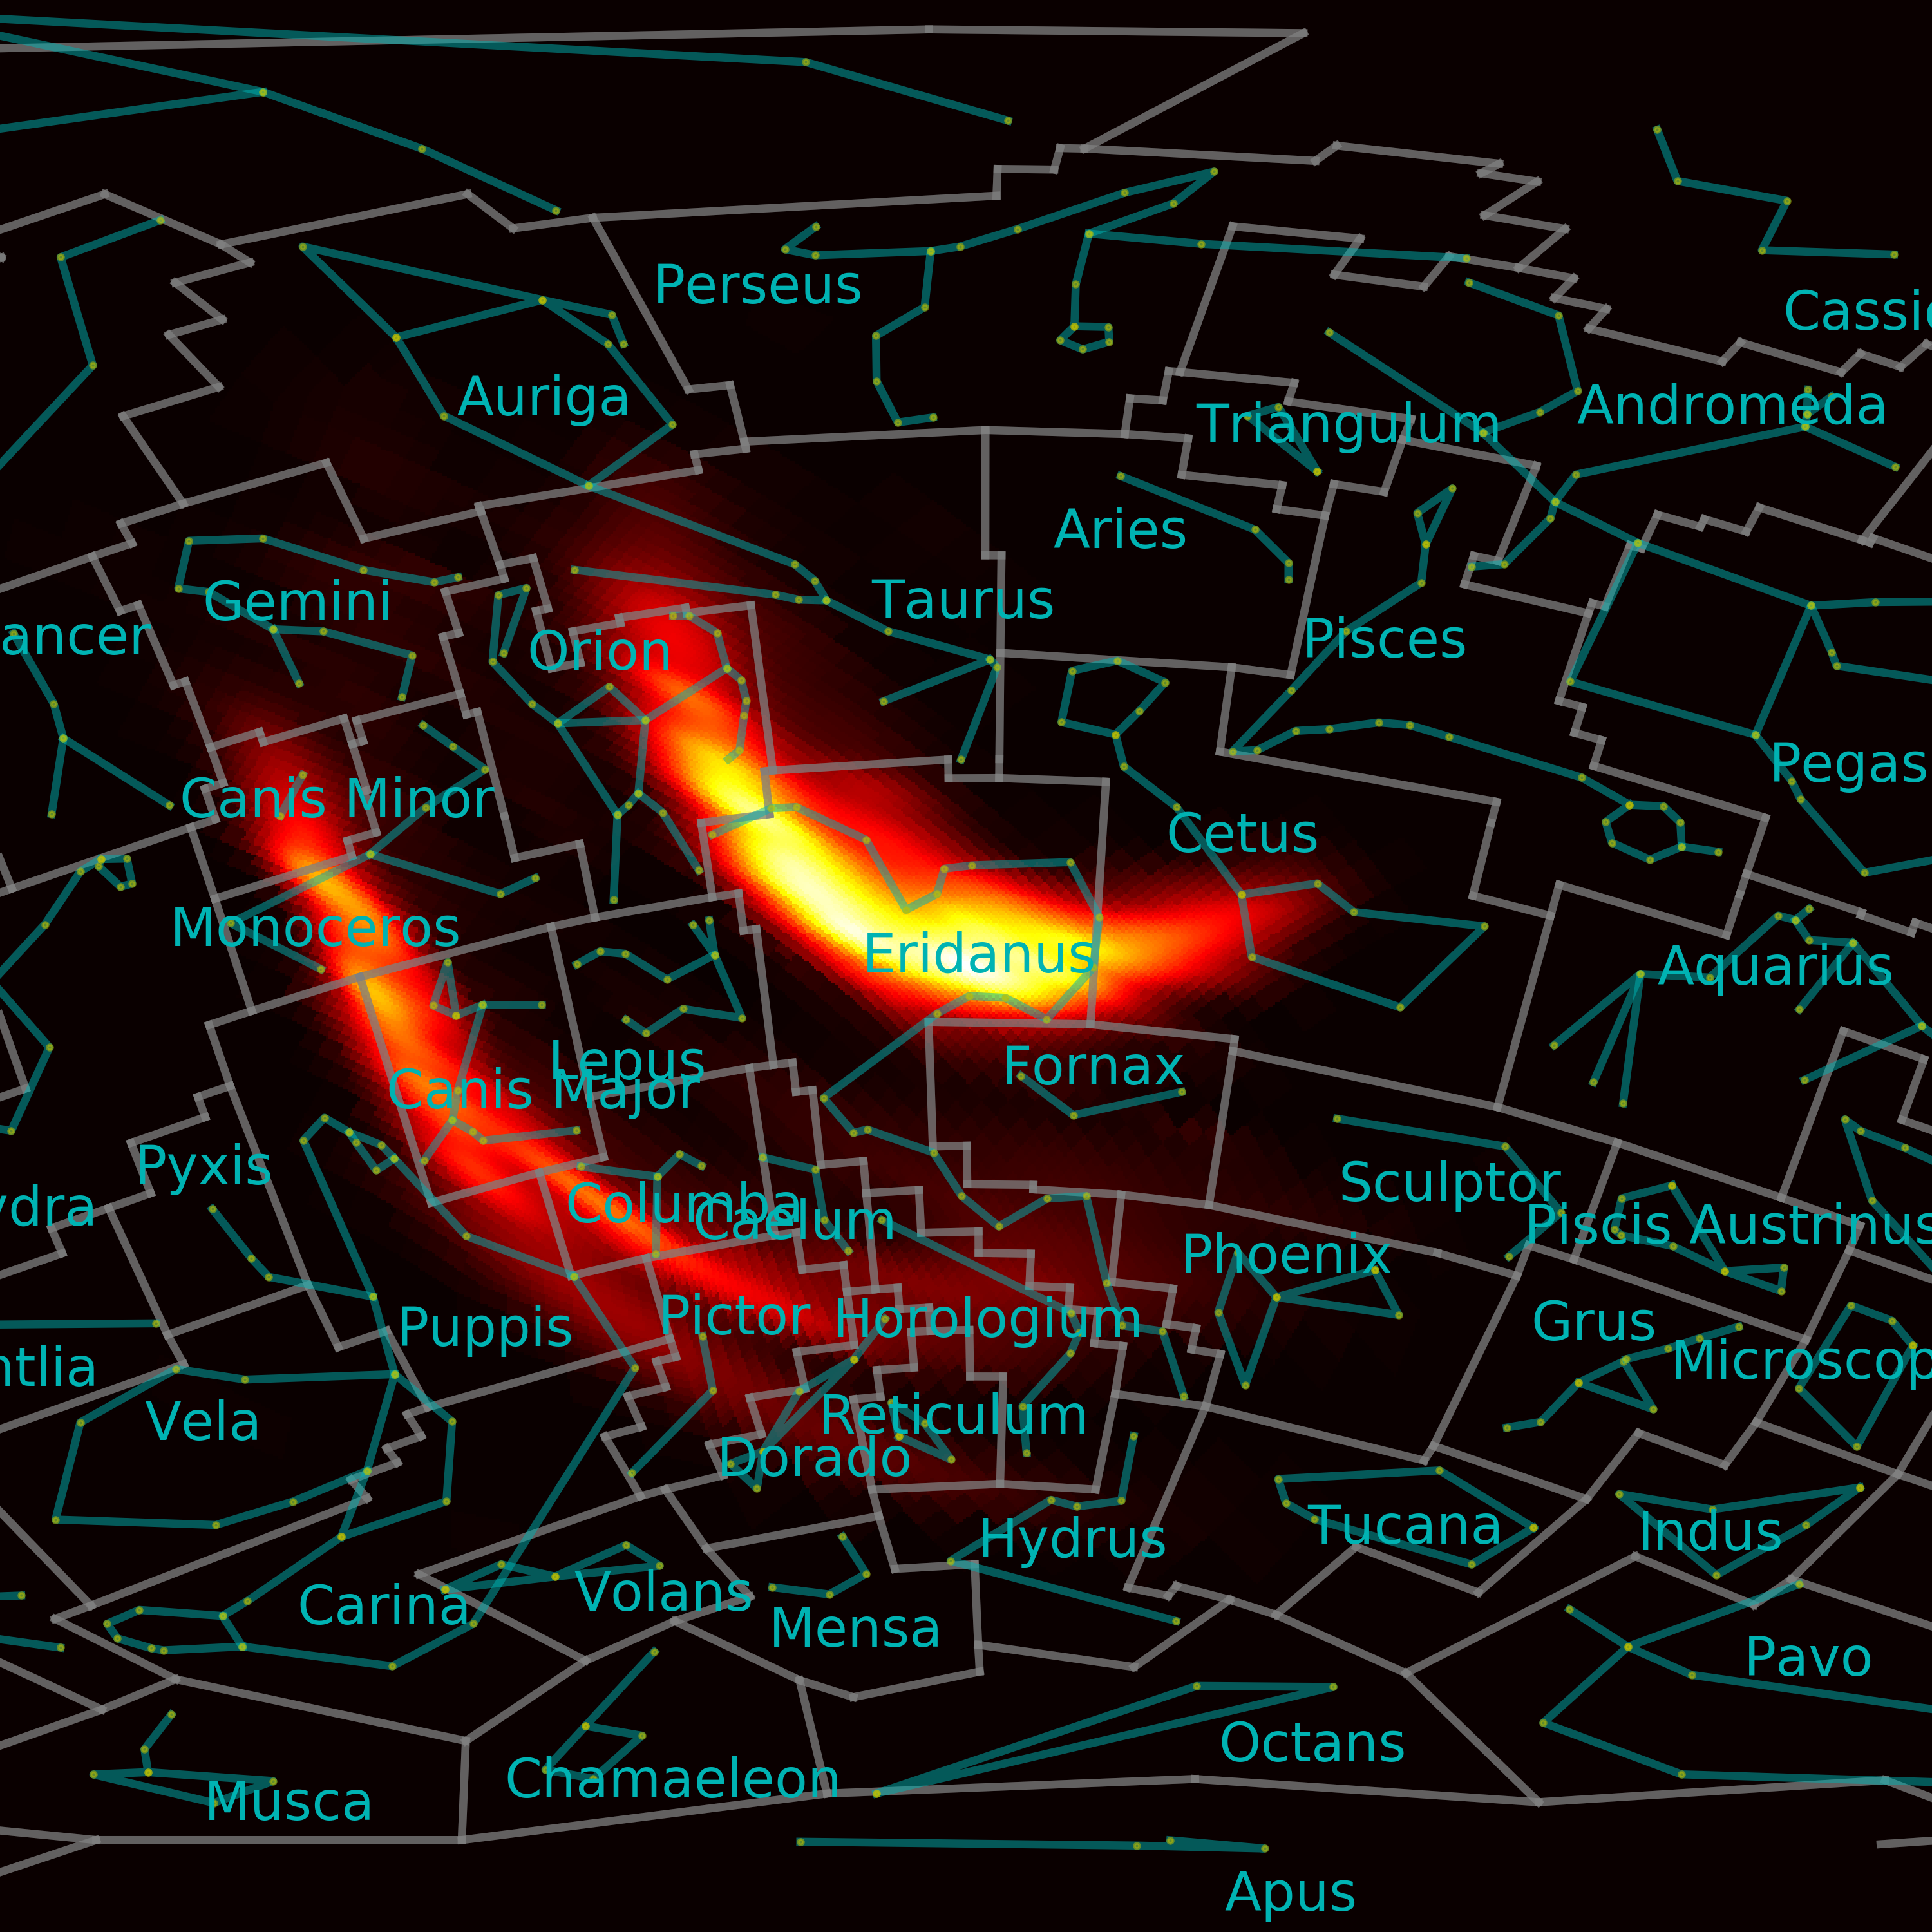 Perseus
Cassio
Auriga
Triangulum
Andromeda
Aries
Gemini
Taurus
ancer
Orion
Pisces
Pegas
Canis Minor
Cetus
Monoceros
Eridanus
Aquarius
Lepus
Fornax
Canis Major
Pyxis
Sculptor
ydra
Columba
Caelum
Piscis Austrinus
Phoenix
Puppis
Pictor
Horologium
Grus
ntlia
Microscop
Vela
Reticulum
Dorado
Tucana
Indus
Hydrus
Carina
Volans
Mensa
Pavo
Octans
Chamaeleon
Musca
Apus